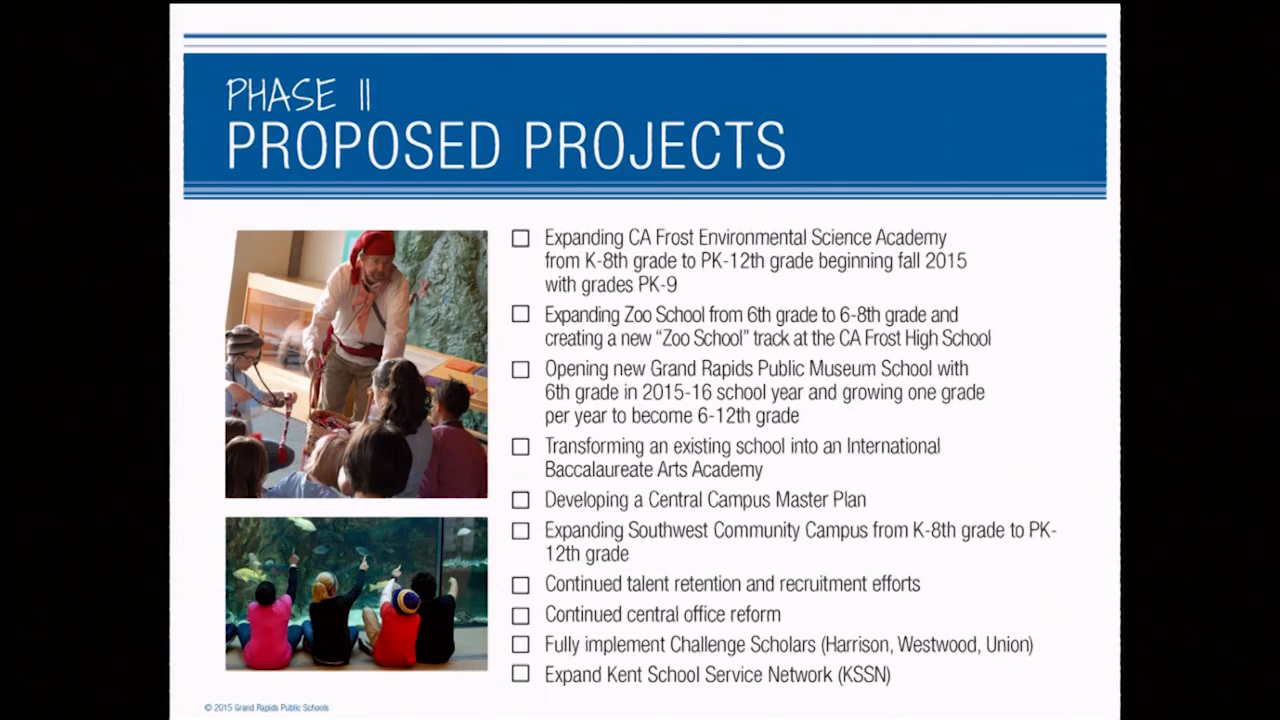 PHASE II
PROPOSED PROJECTS
Expanding CA Frost Environmental Science Academy
from K-8th grade to PK-12th grade beginning fall 2015
with grades PK-9
Expanding Zoo School from 6th grade to 6-8th grade and
creating a new “Zoo School” track at the CA Frost High School
Opening new Grand Rapids Public Museum School with
6th grade in 2015-16 school year and growing one grade
per year to become 6-12th grade
Transforming an existing school into an International
Baccalaureate Arts Academy
Developing a Central Campus Master Plan
Expanding Southwest Community Campus from K-8th grade to PK-
12th grade
Continued talent retention and recruitment efforts
Continued central office reform
Fully implement Challenge Scholars (Harrison, Westwood, Union)
Expand Kent School Service Network (KSSN)
© 2015 Grand Rapids Public Schools